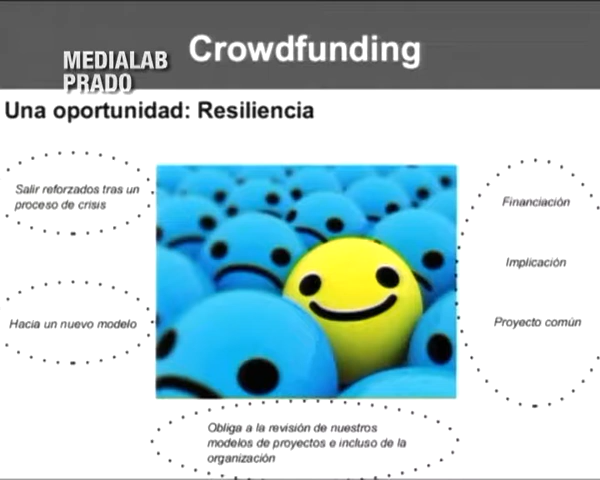 Crowdfunding
MEDIALAB
PRADO
Una oportunidad: Resiliencia
Salir reforzados tras un
proceso de crisis
Hacia un nuevo modelo
Financiación
Implicación
Proyecto común
Obliga a la revisión de nuestros
modelos de proyectos e incluso de la
organización